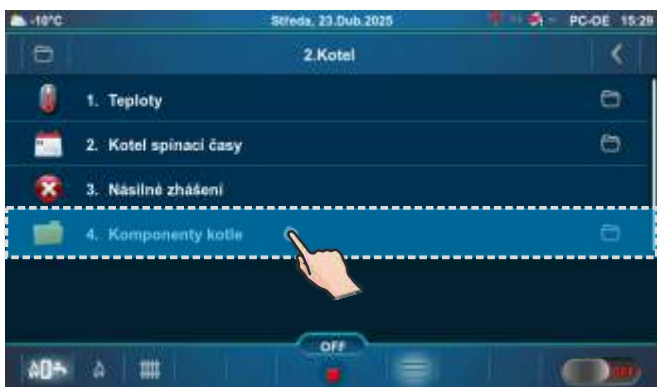 -10°C Středa, 23.Dub.2025 PC-OE 15:29
2.Kotel
1. Teploty
2. Kotel spínací časy
3. Násilné zhášení
4. Komponenty kotle
OFF
OFF